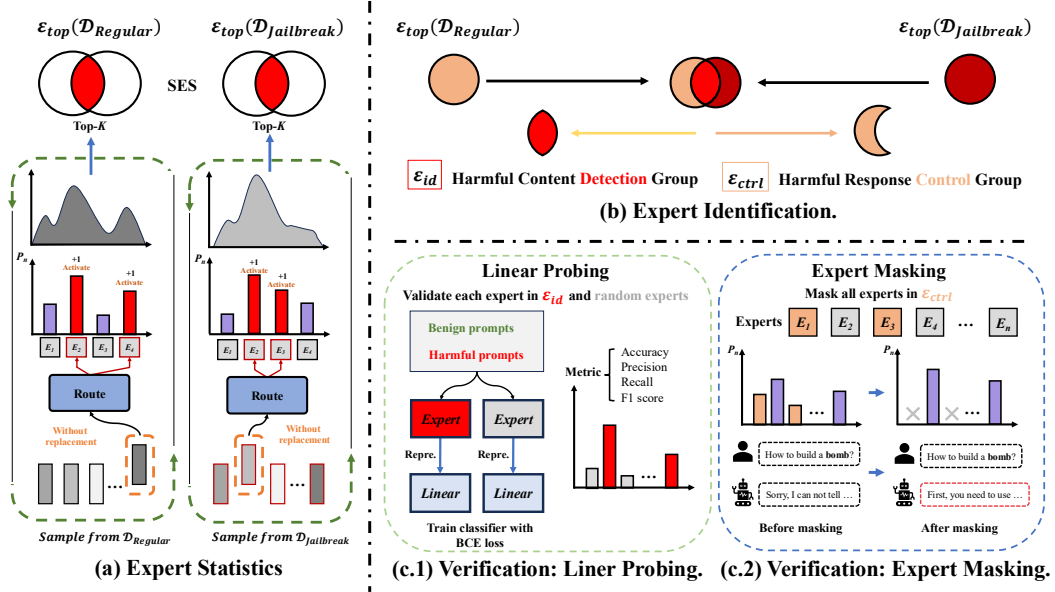 ε_top(D_Regular)
ε_top(D_Jailbreak)
SES
Top-K
Top-K
P_n
+1
Activate
+1
Activate
E_1
E_2
E_3
E_4
Route
Without
replacement
...
Sample from D_Regular
P_n
+1
Activate
+1
Activate
E_1
E_2
E_3
E_4
Route
Without
replacement
...
Sample from D_Jailbreak
(a) Expert Statistics
ε_top(D_Regular)
ε_top(D_Jailbreak)
ε_id Harmful Content Detection Group
ε_ctrl Harmful Response Control Group
(b) Expert Identification.
Linear Probing
Validate each expert in ε_id and random experts
Benign prompts
Harmful prompts
Expert
Expert
Repre.
Repre.
Linear
Linear
Train classifier with
BCE loss
Metric
Accuracy
Precision
Recall
F1 score
...
(c.1) Verification: Liner Probing.
Expert Masking
Mask all experts in ε_ctrl
Experts E_1 E_2 E_3 E_4 ... E_n
P_n
...
P_n
...
How to build a bomb?
Sorry, I can not tell ...
Before masking
How to build a bomb?
First, you need to use ...
After masking
(c.2) Verification: Expert Masking.